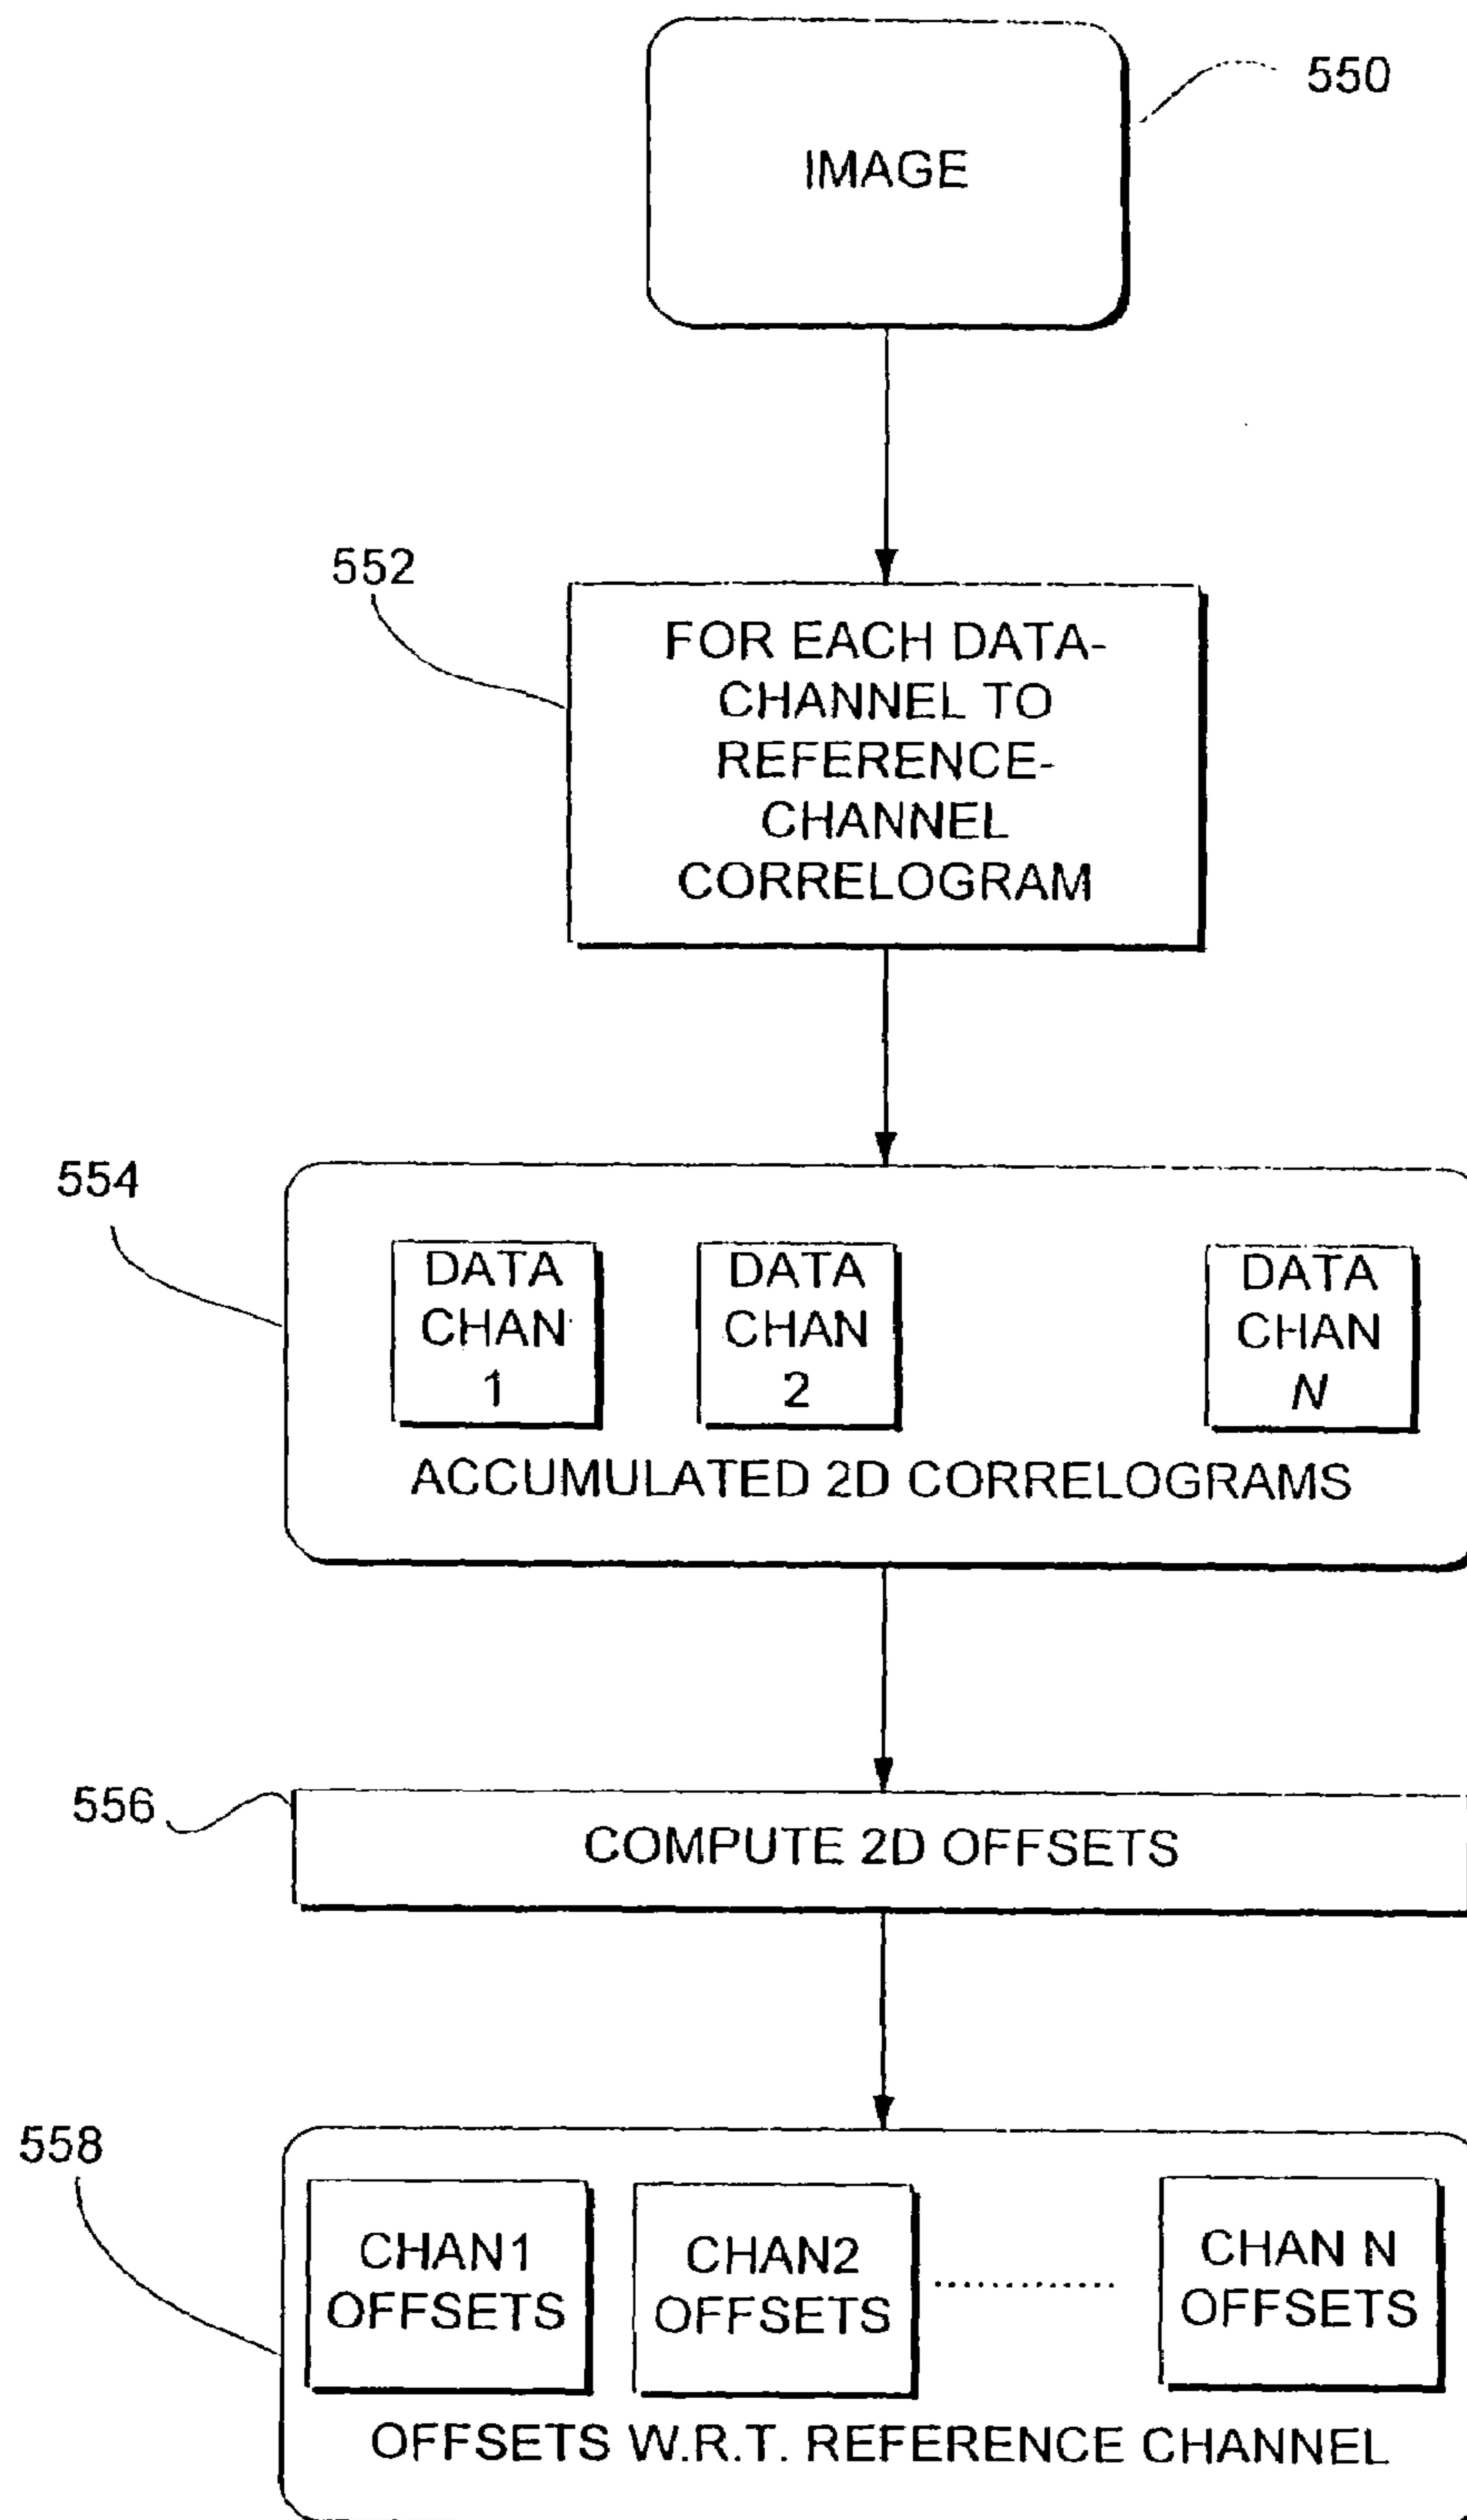 550
IMAGE
552
FOR EACH DATA-
CHANNEL TO
REFERENCE-
CHANNEL
CORRELOGRAM
554
DATA
CHAN
1
DATA
CHAN
2
DATA
CHAN
N
ACCUMULATED 2D CORRELOGRAMS
556
COMPUTE 2D OFFSETS
558
CHAN1
OFFSETS
CHAN2
OFFSETS
.............
CHAN N
OFFSETS
OFFSETS W.R.T. REFERENCE CHANNEL